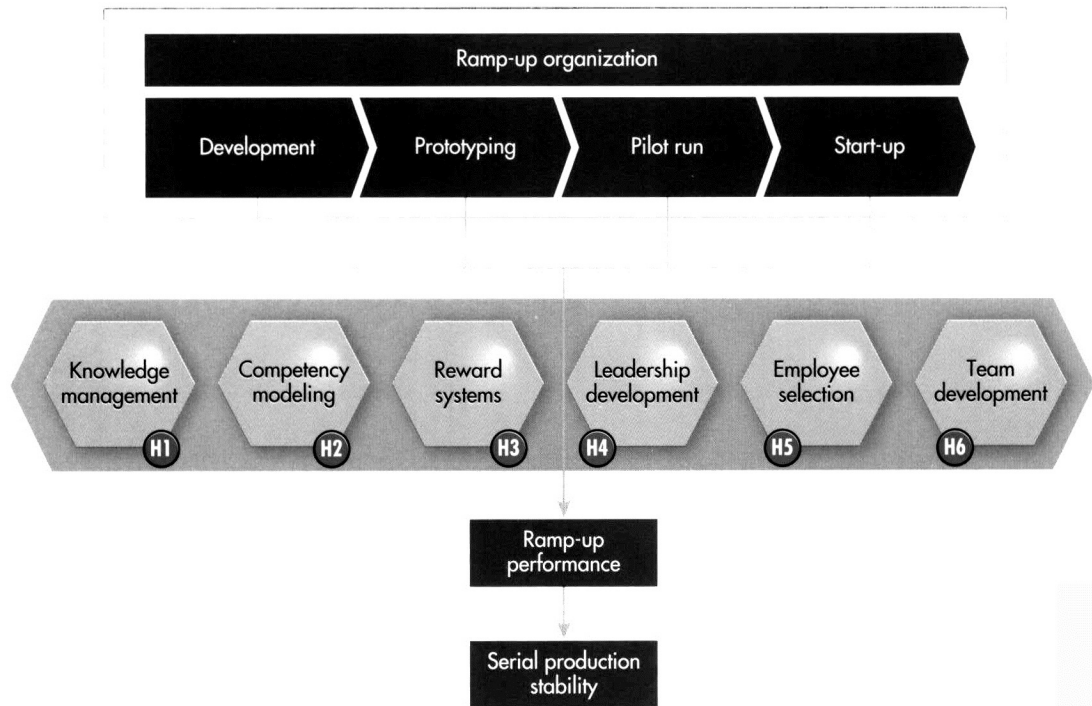 Ramp-up organization
Development
Prototyping
Pilot run
Start-up
Knowledge
management
H1
Competency
modeling
H2
Reward
systems
H3
Leadership
development
H4
Employee
selection
H5
Team
development
H6
Ramp-up
performance
Serial production
stability